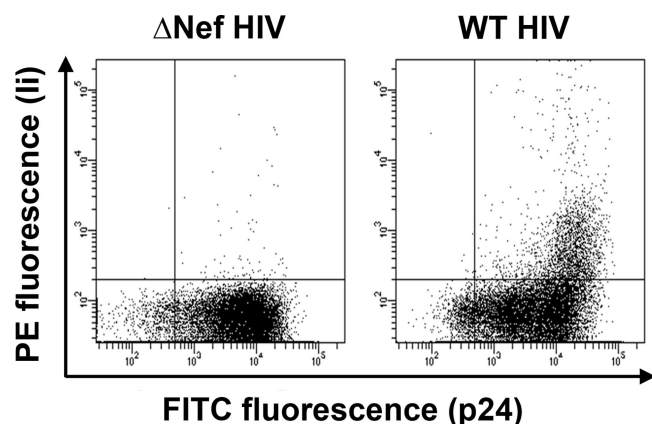 ΔNef HIV WT HIV
PE fluorescence (Ii)
10⁵ 10⁵
10⁴ 10⁴
10³ 10³
10² 10²
10² 10³ 10⁴ 10⁵ 10² 10³ 10⁴ 10⁵
FITC fluorescence (p24)